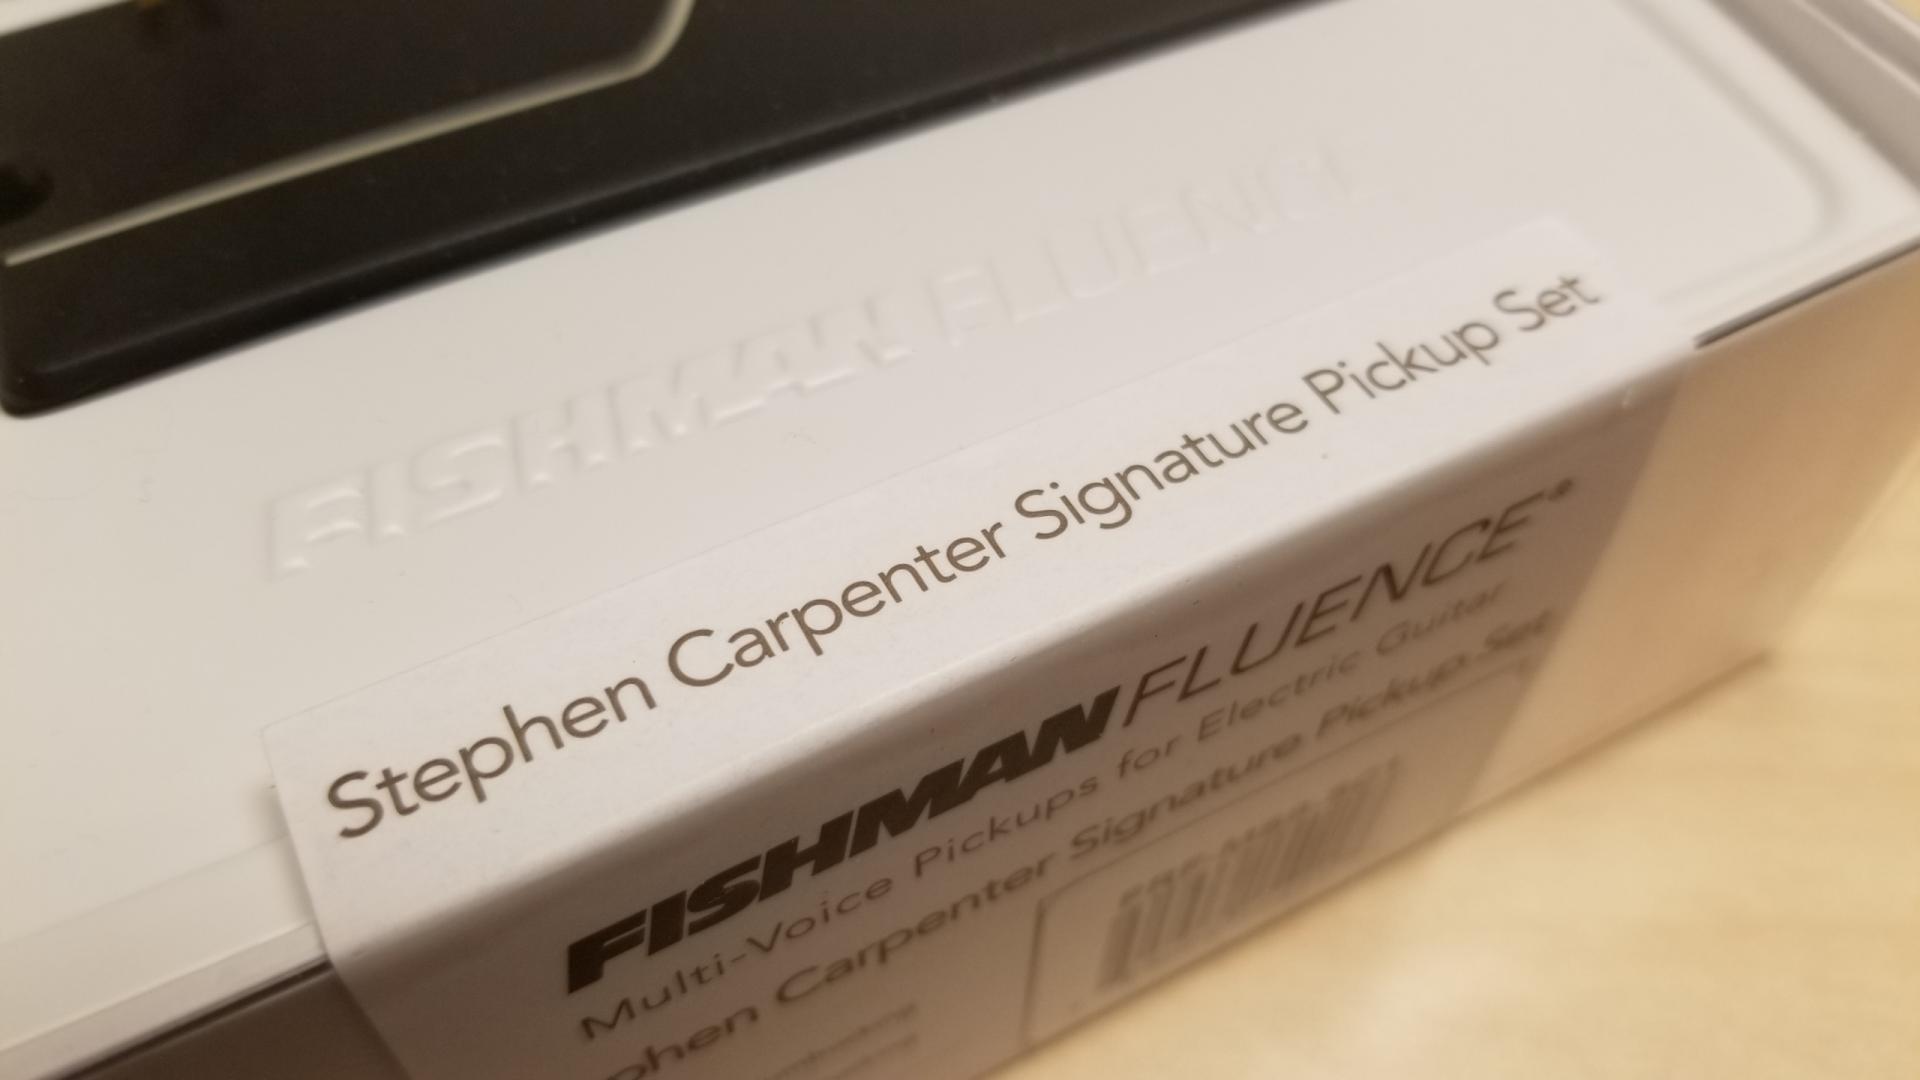 FISHMAN FLUENCE
Stephen Carpenter Signature Pickup Set
FISHMAN FLUENCE®
Multi-Voice Pickups for Electric Guitar
Carpenter Signature Pickup Set